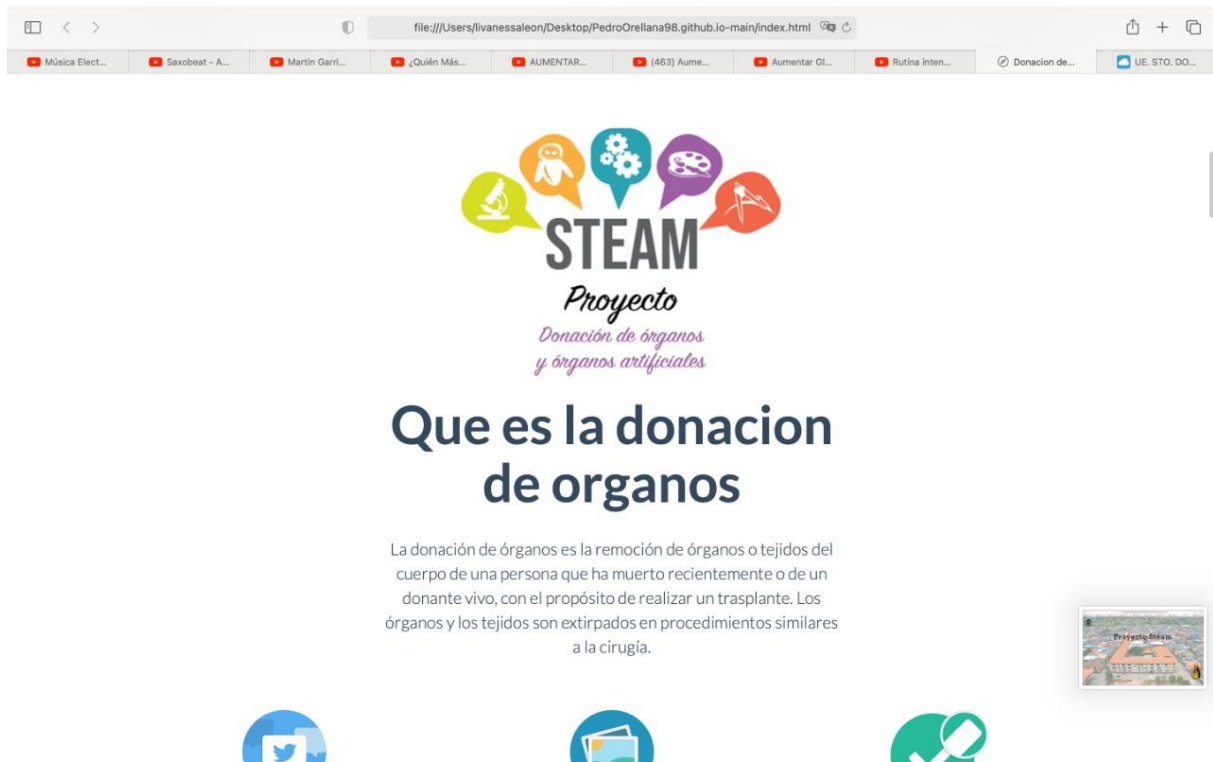 file:///Users/livanessaleon/Desktop/PedroOrellana98.github.io-main/index.html
Música Elect...
Saxobeat - A...
Martin Garri...
¿Quién Más...
AUMENTAR...
(463) Aume...
Aumentar Gl...
Rutina inten...
Donacion de...
UE. STO. DO...
STEAM
Proyecto
Donación de órganos
y órganos artificiales
Que es la donacion
de organos
La donación de órganos es la remoción de órganos o tejidos del
cuerpo de una persona que ha muerto recientemente o de un
donante vivo, con el propósito de realizar un trasplante. Los
órganos y los tejidos son extirpados en procedimientos similares
a la cirugía.
Proyecto Steam